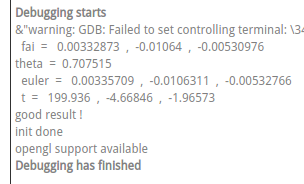 Debugging starts
&"warning: GDB: Failed to set controlling terminal: \34
fai = 0.00332873 , -0.01064 , -0.00530976
theta = 0.707515
euler = 0.00335709 , -0.0106311 , -0.00532766
t = 199.936 , -4.66846 , -1.96573
good result !
init done
opengl support available
Debugging has finished